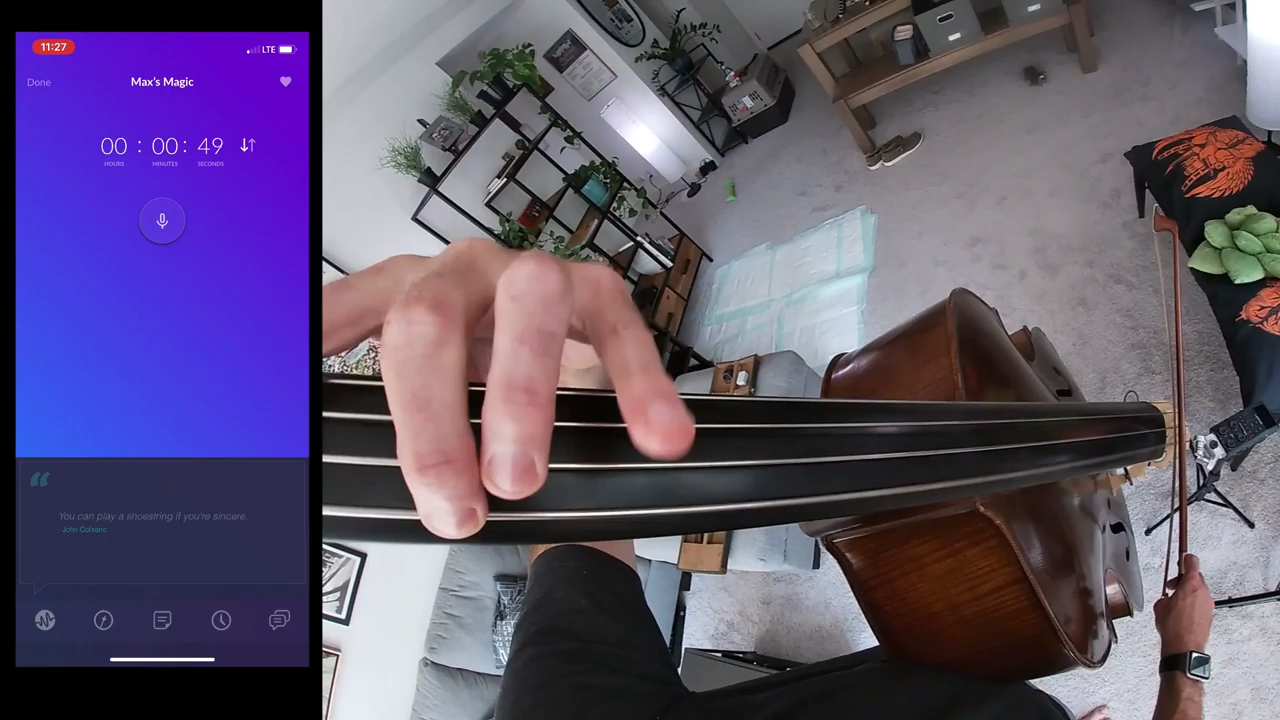 11:27
LTE
Done
Max's Magic
00 : 00 : 49
HOURS MINUTES SECONDS
You can play a shoestring if you're sincere.
- John Coltrane